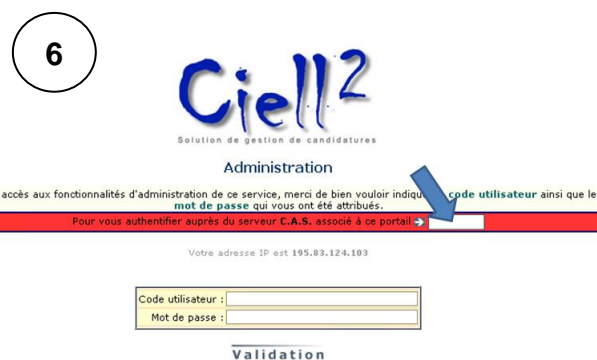 6
Ciell2
Solution de gestion de candidatures
Administration
accès aux fonctionnalités d'administration de ce service, merci de bien vouloir code utilisateur ainsi que le
mot de passe qui vous ont été attribués.
Pour vous authentifier auprès du serveur C.A.S. associé à ce portail
Votre adresse IP est 195.83.124.103
Code utilisateur :
Mot de passe :
Validation